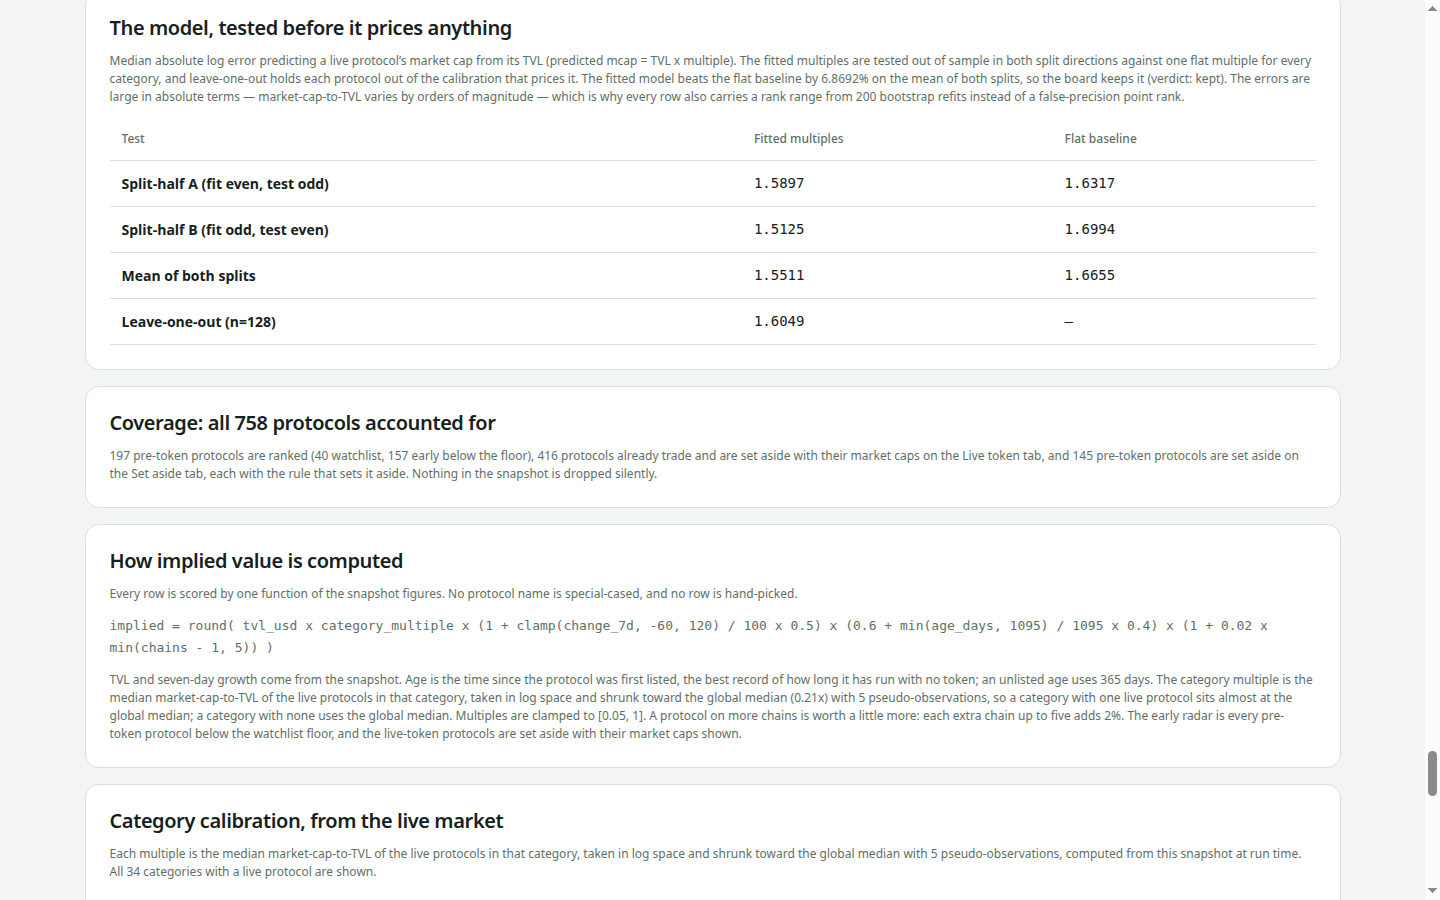 The model, tested before it prices anything
Median absolute log error predicting a live protocol's market cap from its TVL (predicted mcap = TVL x multiple). The fitted multiples are tested out of sample in both split directions against one flat multiple for every
category, and leave-one-out holds each protocol out of the calibration that prices it. The fitted model beats the flat baseline by 6.8692% on the mean of both splits, so the board keeps it (verdict: kept). The errors are
large in absolute terms — market-cap-to-TVL varies by orders of magnitude — which is why every row also carries a rank range from 200 bootstrap refits instead of a false-precision point rank.
Test Fitted multiples Flat baseline
Split-half A (fit even, test odd) 1.5897 1.6317
Split-half B (fit odd, test even) 1.5125 1.6994
Mean of both splits 1.5511 1.6655
Leave-one-out (n=128) 1.6049 —
Coverage: all 758 protocols accounted for
197 pre-token protocols are ranked (40 watchlist, 157 early below the floor), 416 protocols already trade and are set aside with their market caps on the Live token tab, and 145 pre-token protocols are set aside on
the Set aside tab, each with the rule that sets it aside. Nothing in the snapshot is dropped silently.
How implied value is computed
Every row is scored by one function of the snapshot figures. No protocol name is special-cased, and no row is hand-picked.
implied = round( tvl_usd x category_multiple x (1 + clamp(change_7d, -60, 120) / 100 x 0.5) x (0.6 + min(age_days, 1095) / 1095 x 0.4) x (1 + 0.02 x
min(chains - 1, 5)) )
TVL and seven-day growth come from the snapshot. Age is the time since the protocol was first listed, the best record of how long it has run with no token; an unlisted age uses 365 days. The category multiple is the
median market-cap-to-TVL of the live protocols in that category, taken in log space and shrunk toward the global median (0.21x) with 5 pseudo-observations, so a category with one live protocol sits almost at the
global median; a category with none uses the global median. Multiples are clamped to [0.05, 1]. A protocol on more chains is worth a little more: each extra chain up to five adds 2%. The early radar is every pre-
token protocol below the watchlist floor, and the live-token protocols are set aside with their market caps shown.
Category calibration, from the live market
Each multiple is the median market-cap-to-TVL of the live protocols in that category, taken in log space and shrunk toward the global median with 5 pseudo-observations, computed from this snapshot at run time.
All 34 categories with a live protocol are shown.